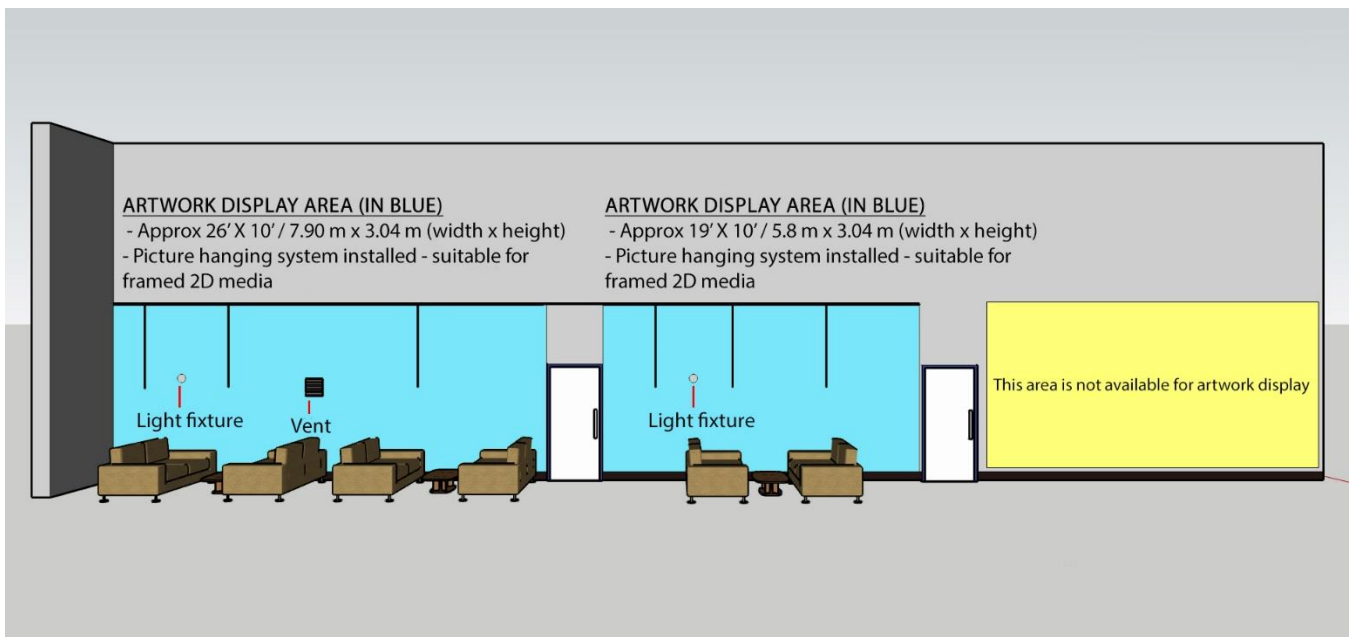 ARTWORK DISPLAY AREA (IN BLUE)
- Approx 26' X 10' / 7.90 m x 3.04 m (width x height)
- Picture hanging system installed - suitable for
framed 2D media
ARTWORK DISPLAY AREA (IN BLUE)
- Approx 19' X 10' / 5.8 m x 3.04 m (width x height)
- Picture hanging system installed - suitable for
framed 2D media
Light fixture
Vent
Light fixture
This area is not available for artwork display